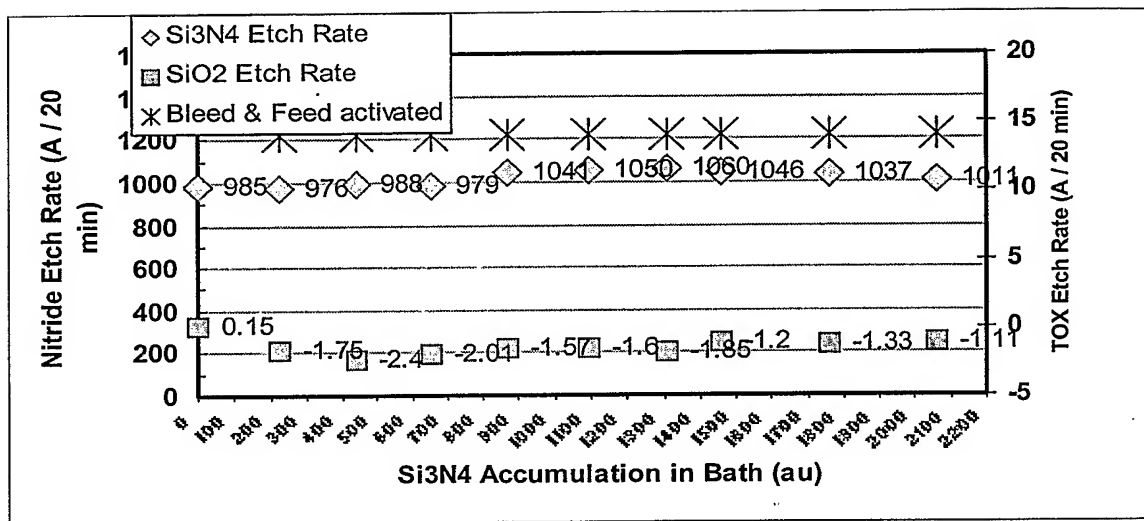 Si3N4 Etch Rate
SiO2 Etch Rate
Bleed & Feed activated
Nitride Etch Rate (A / 20 min)
1200
1000
800
600
400
200
0
985 976 988 979 1041 1050 1060 1046 1037 1011
0.15 -1.75 -2.4 -2.01 -1.57 -1.6 -1.85 -1.2 -1.33 -1.11
20
15
10
5
0
-5
TOX Etch Rate (A / 20 min)
0 100 200 300 400 500 600 700 800 900 1000 1100 1200 1300 1400 1500 1600 1700 1800 1900 2000 2100 2200
Si3N4 Accumulation in Bath (au)